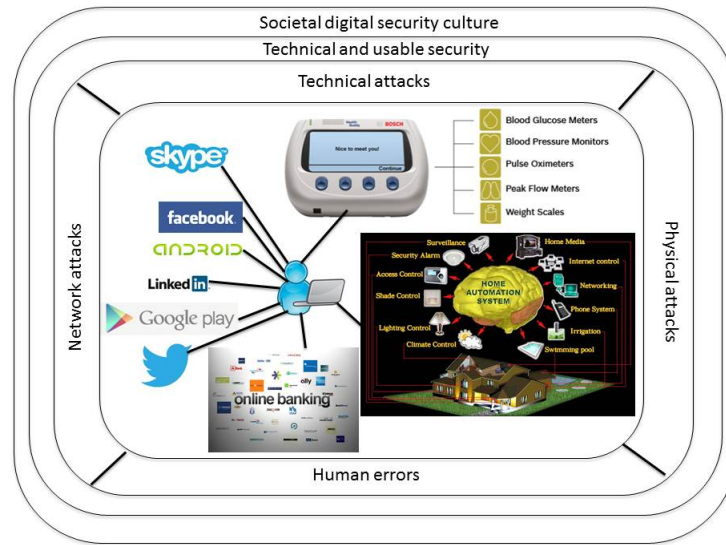 Societal digital security culture
Technical and usable security
Technical attacks
Network attacks
Physical attacks
Human errors
skype
facebook
ANDROID
Linked in
Google play
online banking
ally
BOSCH
Nice to meet you!
Continue
Blood Glucose Meters
Blood Pressure Monitors
Pulse Oximeters
Peak Flow Meters
Weight Scales
Surveillance
Security Alarm
Access Control
Shade Control
Lighting Control
Climate Control
HOME
AUTOMATION
SYSTEM
Home Media
Internet control
Networking
Phone System
Irrigation
Swimming pool